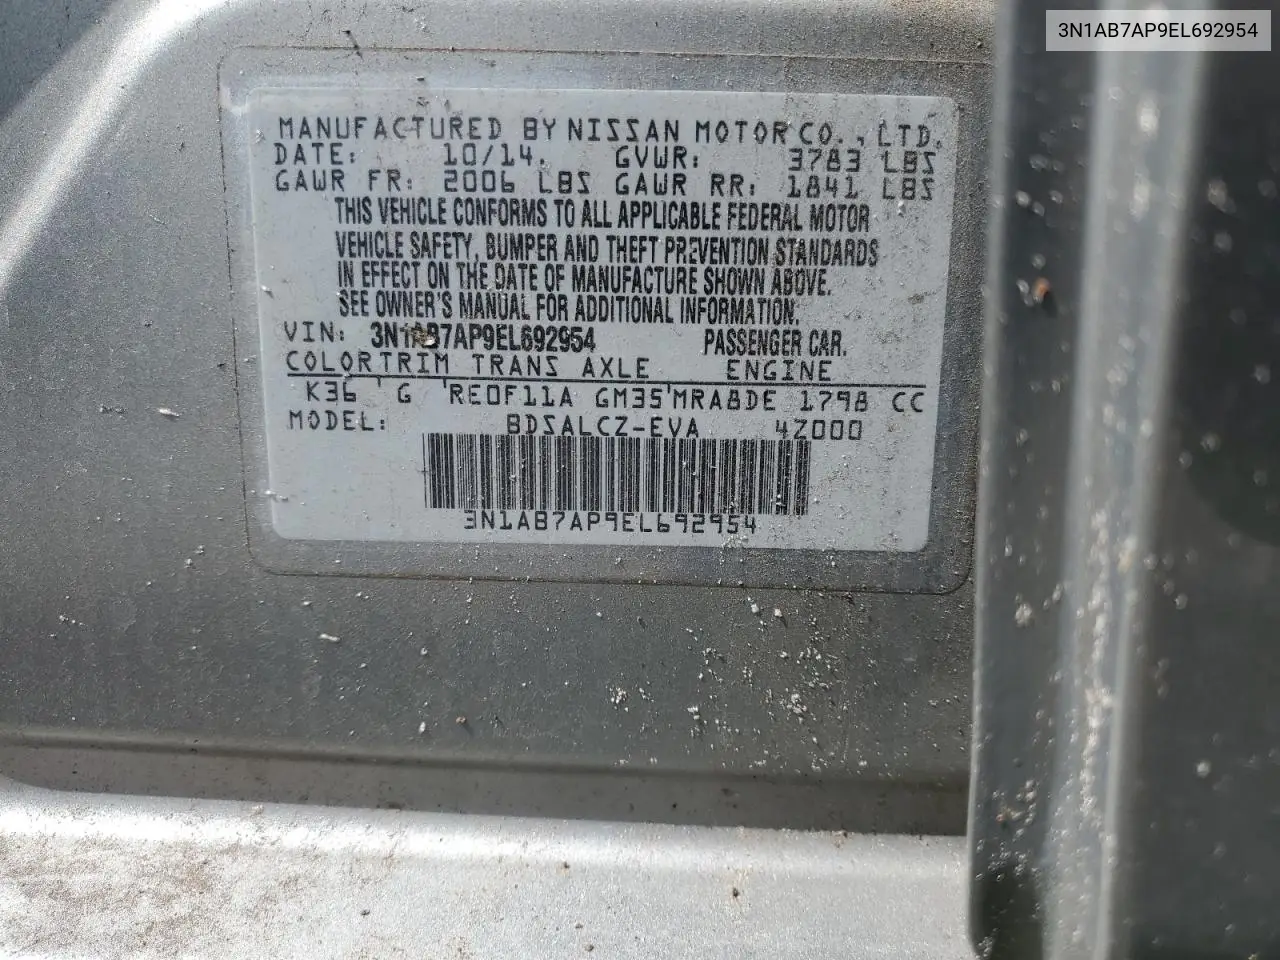 3N1AB7AP9EL692954
MANUFACTURED BY NISSAN MOTOR CO., LTD.
DATE: 10/14. GVWR: 3783 LBS
GAWR FR: 2006 LBS GAWR RR: 1841 LBS
THIS VEHICLE CONFORMS TO ALL APPLICABLE FEDERAL MOTOR
VEHICLE SAFETY, BUMPER AND THEFT PREVENTION STANDARDS
IN EFFECT ON THE DATE OF MANUFACTURE SHOWN ABOVE.
SEE OWNER'S MANUAL FOR ADDITIONAL INFORMATION.
VIN: 3N1AB7AP9EL692954 PASSENGER CAR.
COLOR TRIM TRANS AXLE ENGINE
K36 G RE0F11A GM35 MRA8DE 1798 CC
MODEL: BDSALCZ-EVA 4Z000
3N1AB7AP9EL692954